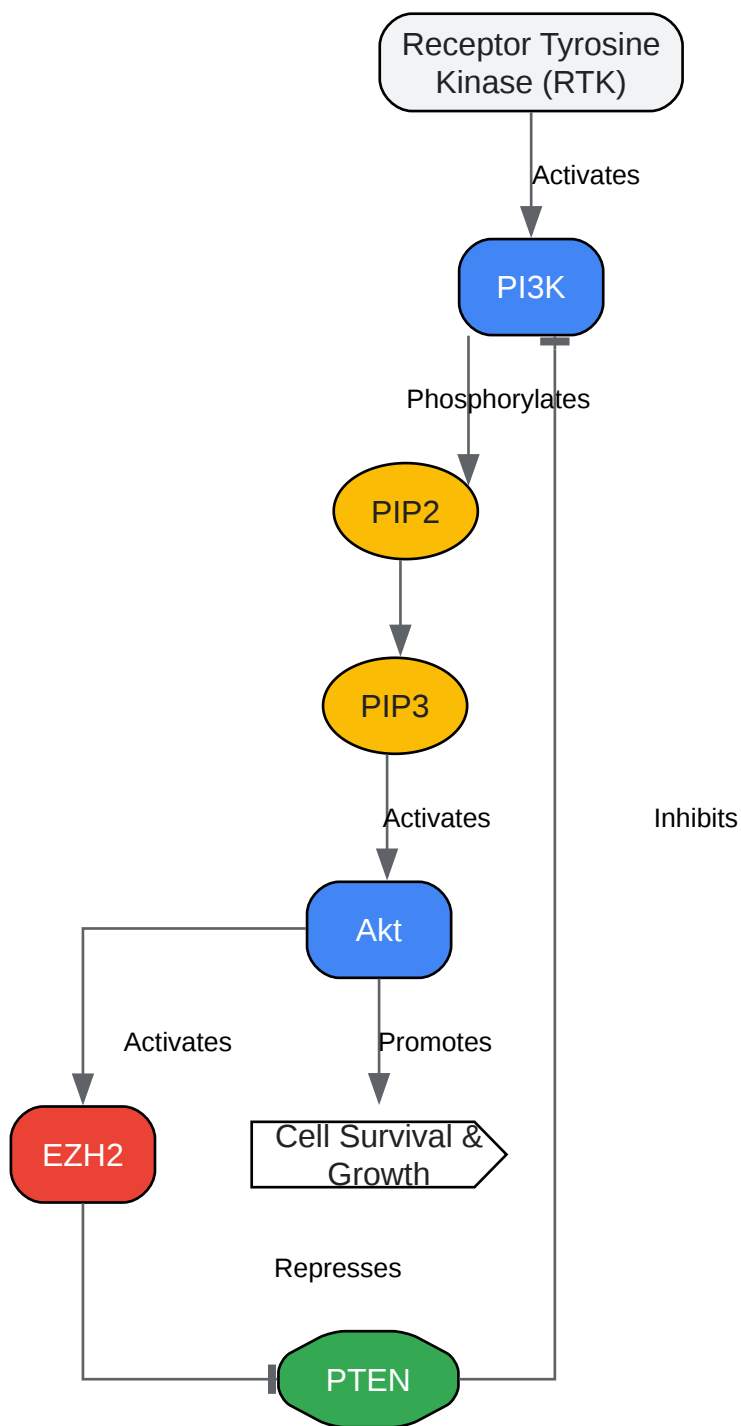 Receptor Tyrosine
Kinase (RTK)
Activates
PI3K
Phosphorylates
PIP2
PIP3
Activates
Inhibits
Akt
Activates
Promotes
EZH2
Cell Survival &
Growth
Represses
PTEN